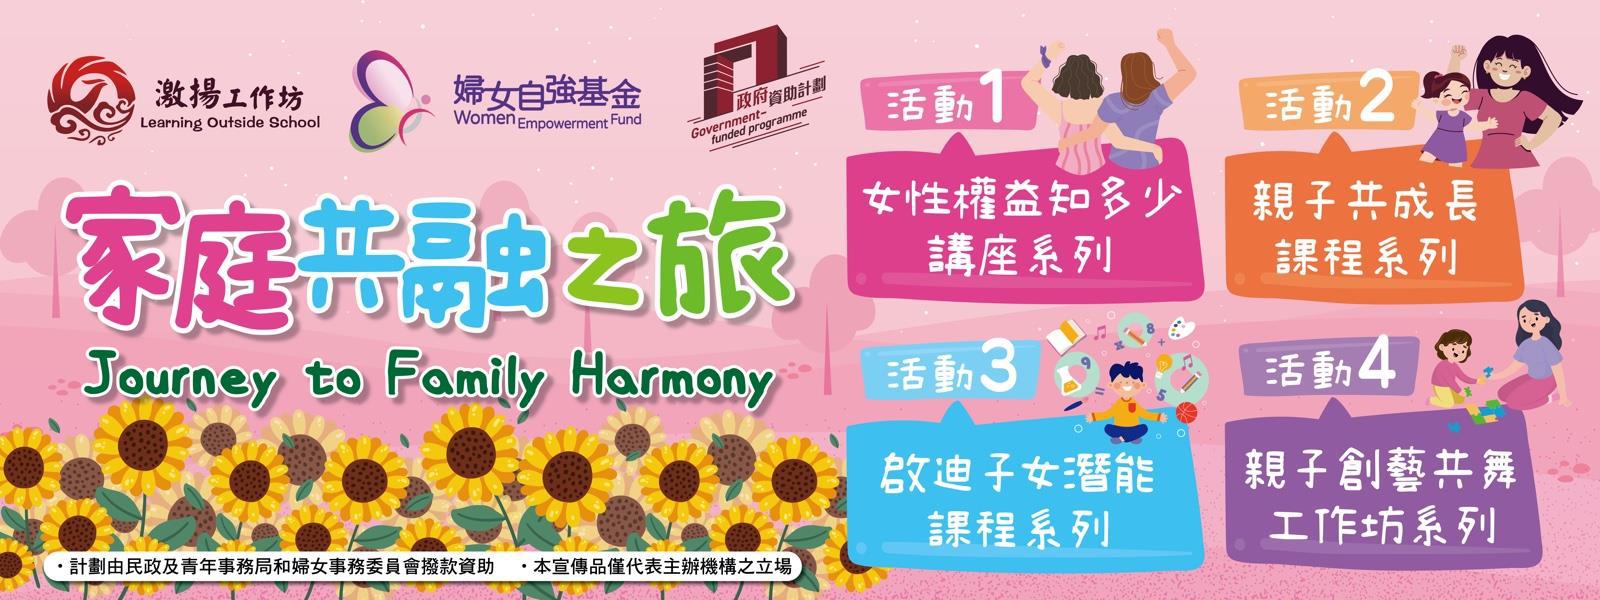 激揚工作坊
Learning Outside School
婦女自強基金
Women Empowerment Fund
政府資助計劃
Government-
funded programme
家庭共融之旅
Journey to Family Harmony
・計劃由民政及青年事務局和婦女事務委員會撥款資助 ・本宣傳品僅代表主辦機構之立場
活動1
女性權益知多少
講座系列
活動2
親子共成長
課程系列
活動3
啟迪子女潛能
課程系列
活動4
親子創藝共舞
工作坊系列